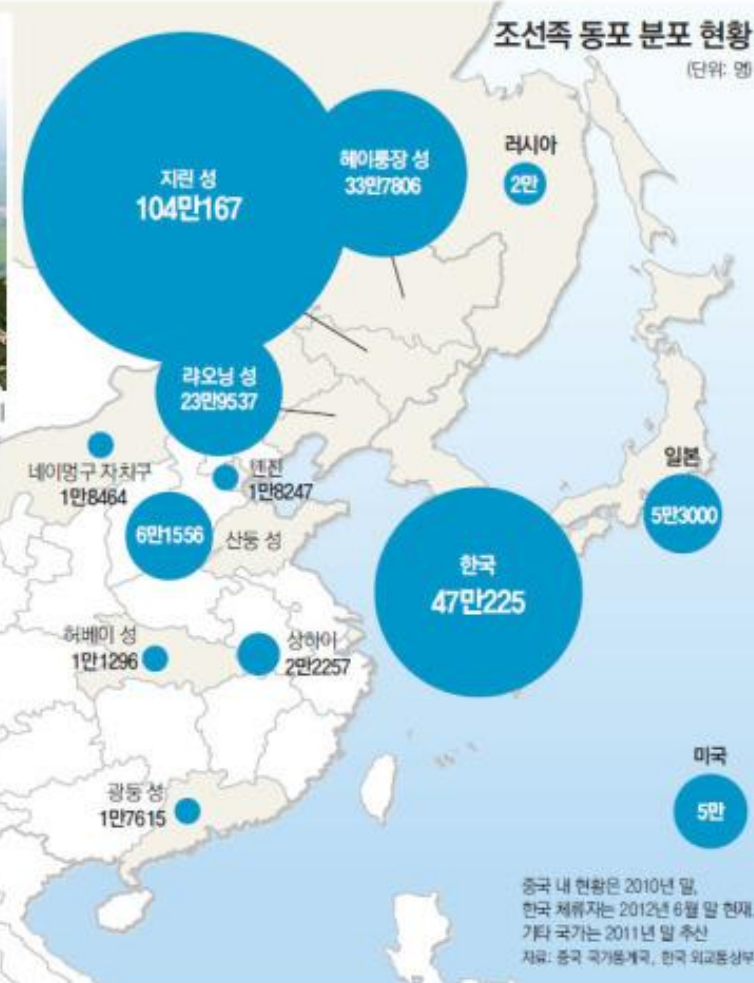 조선족 동포 분포 현황
(단위: 명)
지린 성
104만167
헤이룽장 성
33만7806
러시아
2만
랴오닝 성
23만9537
네이멍구 자치구
1만8464
톈진
1만8247
6만1556
산둥 성
일본
5만3000
한국
47만225
허베이 성
1만1296
상하이
2만2257
미국
5만
광둥 성
1만7615
중국 내 현황은 2010년 말,
한국 체류자는 2012년 6월 말 현재,
기타 국가는 2011년 말 추산
자료: 중국 국가통계국, 한국 외교통상부